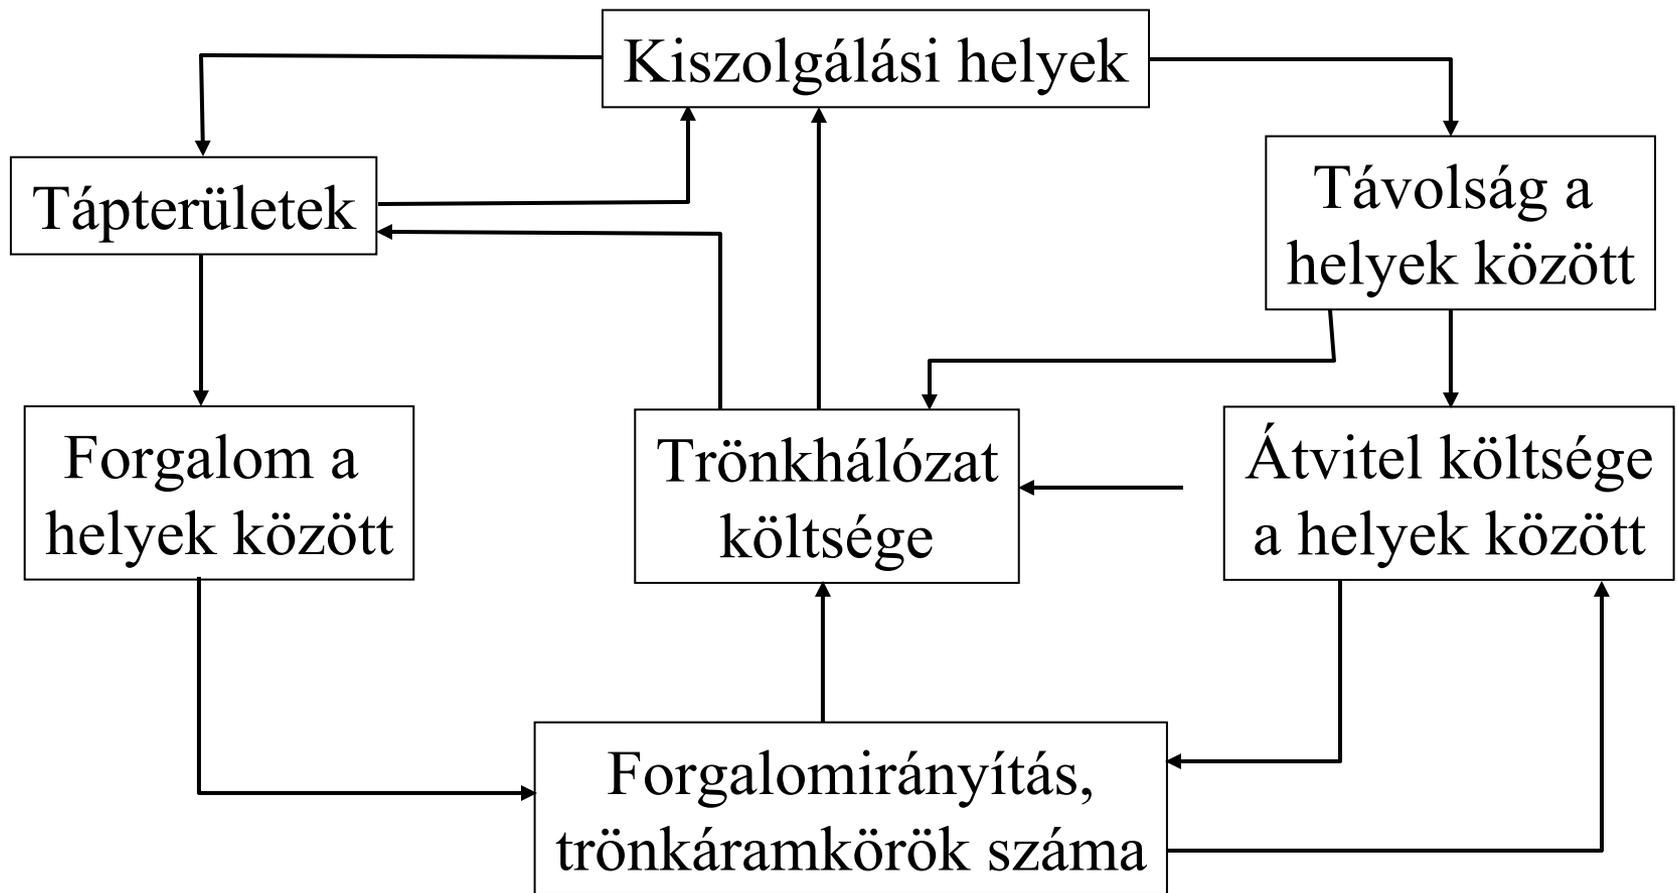 Kiszolgálási helyek
Tápterületek
Távolság a
helyek között
Forgalom a
helyek között
Trönkhálózat
költsége
Átvitel költsége
a helyek között
Forgalomirányítás,
trönkáramkörök száma